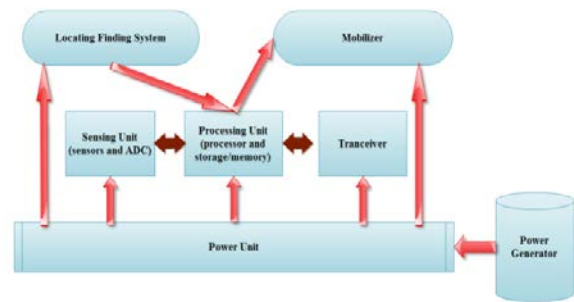 Locating Finding System
Mobilizer
Sensing Unit
(sensors and ADC)
Processing Unit
(processor and
storage/memory)
Tranceiver
Power Unit
Power
Generator